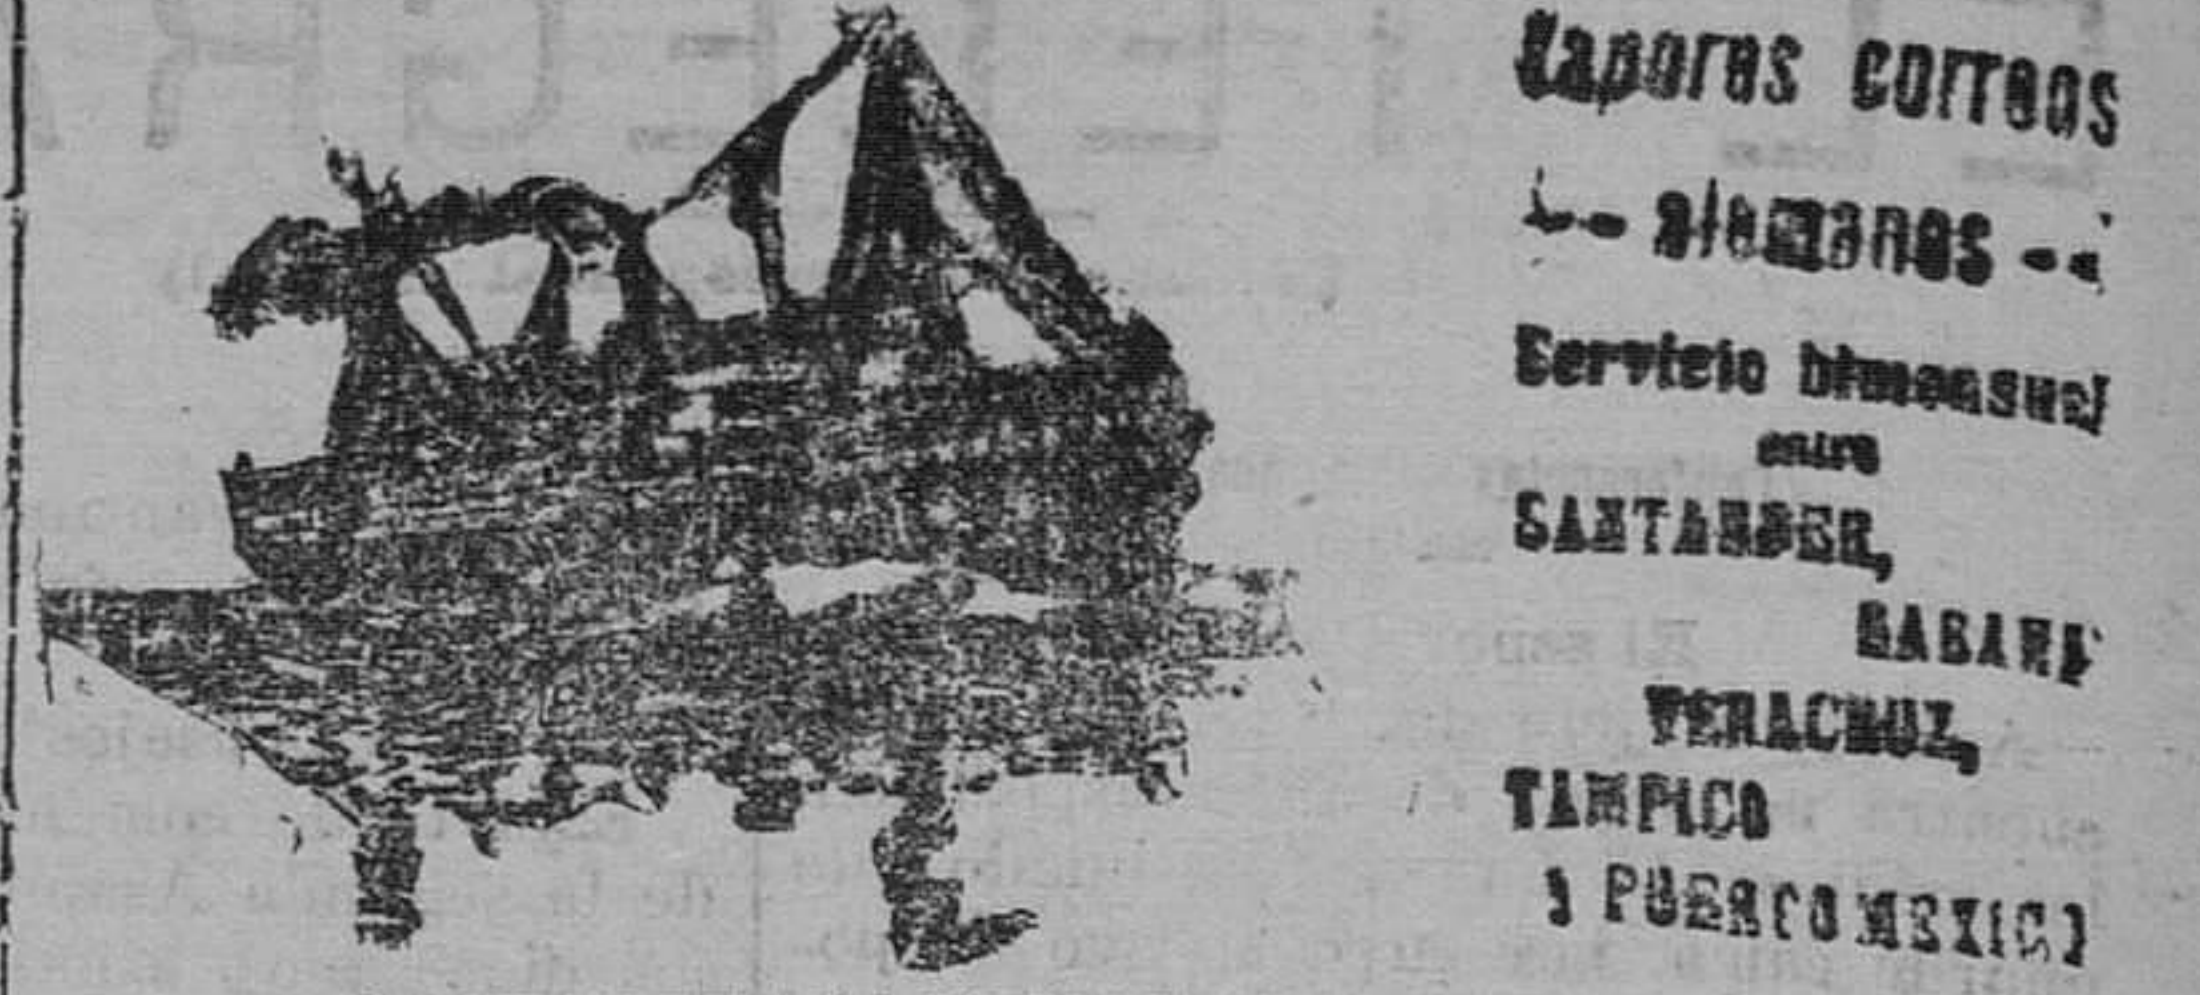 Vapores correos
-- alemanes --
Servicio bimensual
entre
SANTANDER,
HABANA
VERACRUZ,
TAMPICO
y PUERTO MEXICO